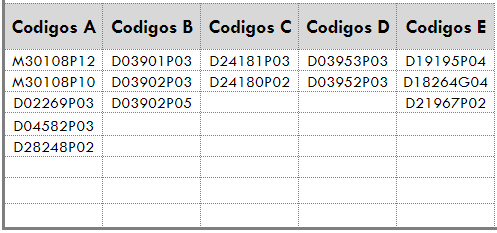 Codigos A Codigos B Codigos C Codigos D Codigos E
M30108P12 D03901P03 D24181P03 D03953P03 D19195P04
M30108P10 D03902P03 D24180P02 D03952P03 D18264G04
D02269P03 D03902P05 D21967P02
D04582P03
D28248P02